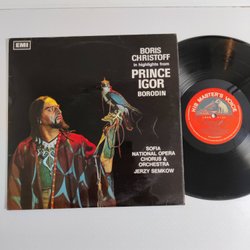 EMI
BORIS
CHRISTOFF
in highlights from
PRINCE
IGOR
BORODIN
SOFIA
NATIONAL OPERA
CHORUS &
ORCHESTRA
JERZY SEMKOW
HIS MASTER'S VOICE